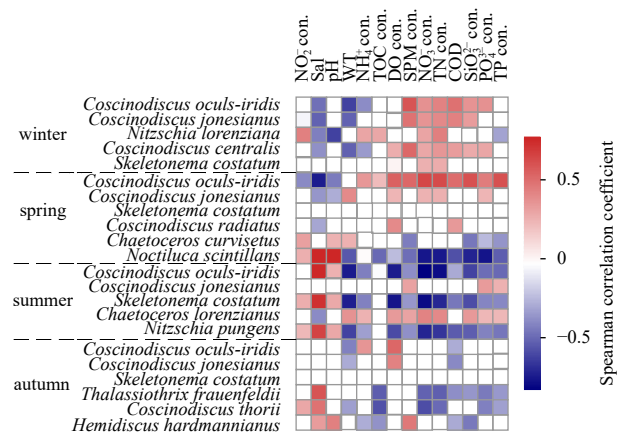 NO₂⁻ con.
Sal
pH
WT
NH₄⁺ con.
TOC con.
DO con.
SPM con.
NO₃⁻ con.
TN con.
COD
SiO₃²⁻ con.
PO₄³⁻ con.
TP con.
winter
Coscinodiscus oculus-iridis
Coscinodiscus jonesianus
Nitzschia lorenziana
Coscinodiscus centralis
Skeletonema costatum
spring
Coscinodiscus oculus-iridis
Coscinodiscus jonesianus
Skeletonema costatum
Coscinodiscus radiatus
Chaetoceros curvisetus
Noctiluca scintillans
summer
Coscinodiscus oculus-iridis
Coscinodiscus jonesianus
Skeletonema costatum
Chaetoceros lorenzianus
Nitzschia pungens
autumn
Coscinodiscus oculus-iridis
Coscinodiscus jonesianus
Skeletonema costatum
Thalassiothrix frauenfeldii
Coscinodiscus thorii
Hemidiscus hardmannianus
0.5
0
−0.5
Spearman correlation coefficient